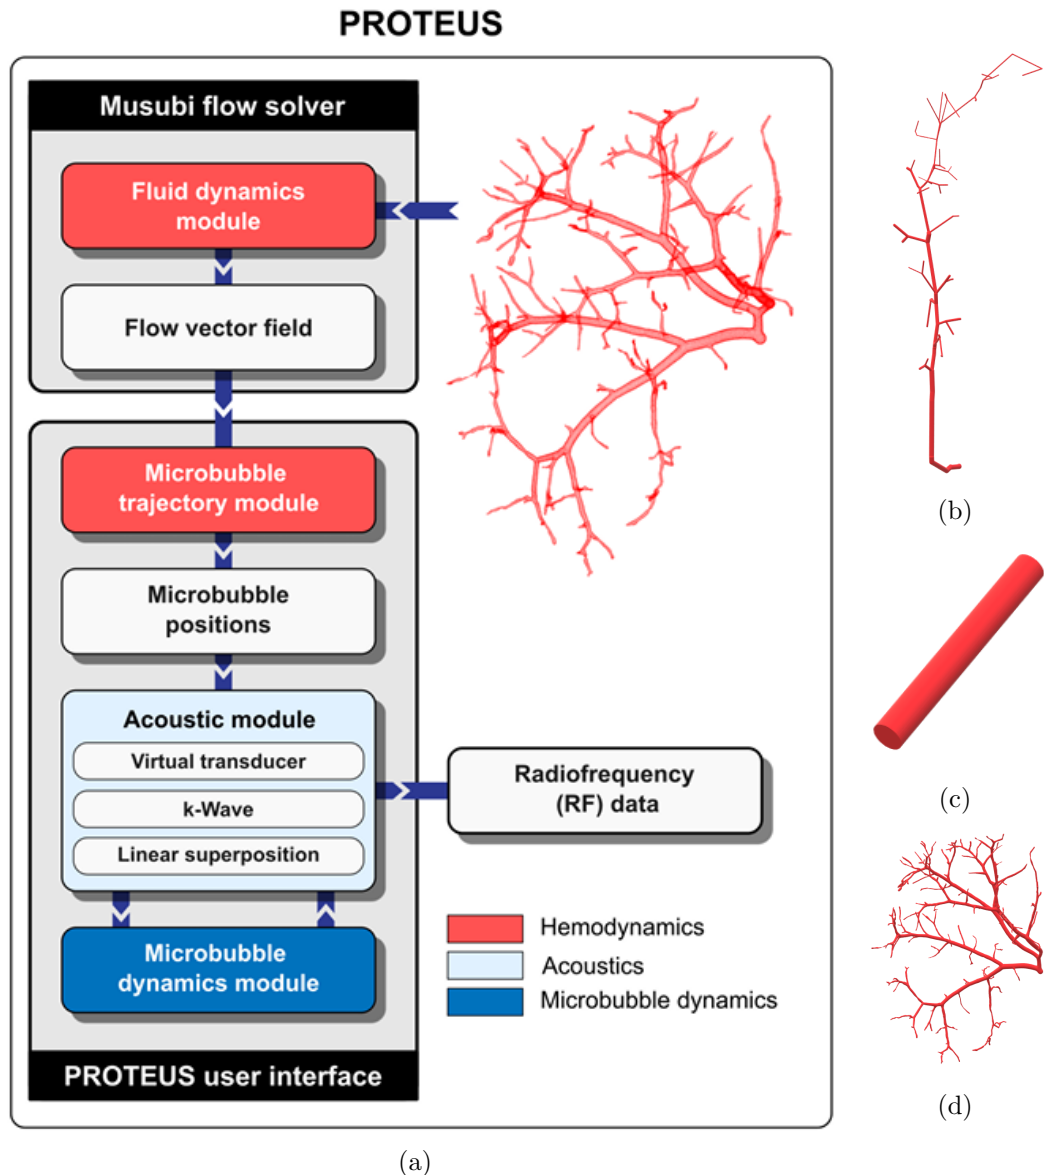 PROTEUS
Musubi flow solver
Fluid dynamics
module
Flow vector field
Microbubble
trajectory module
Microbubble
positions
Acoustic module
Virtual transducer
k-Wave
Linear superposition
Radiofrequency
(RF) data
Microbubble
dynamics module
Hemodynamics
Acoustics
Microbubble dynamics
PROTEUS user interface
(a)
(b)
(c)
(d)